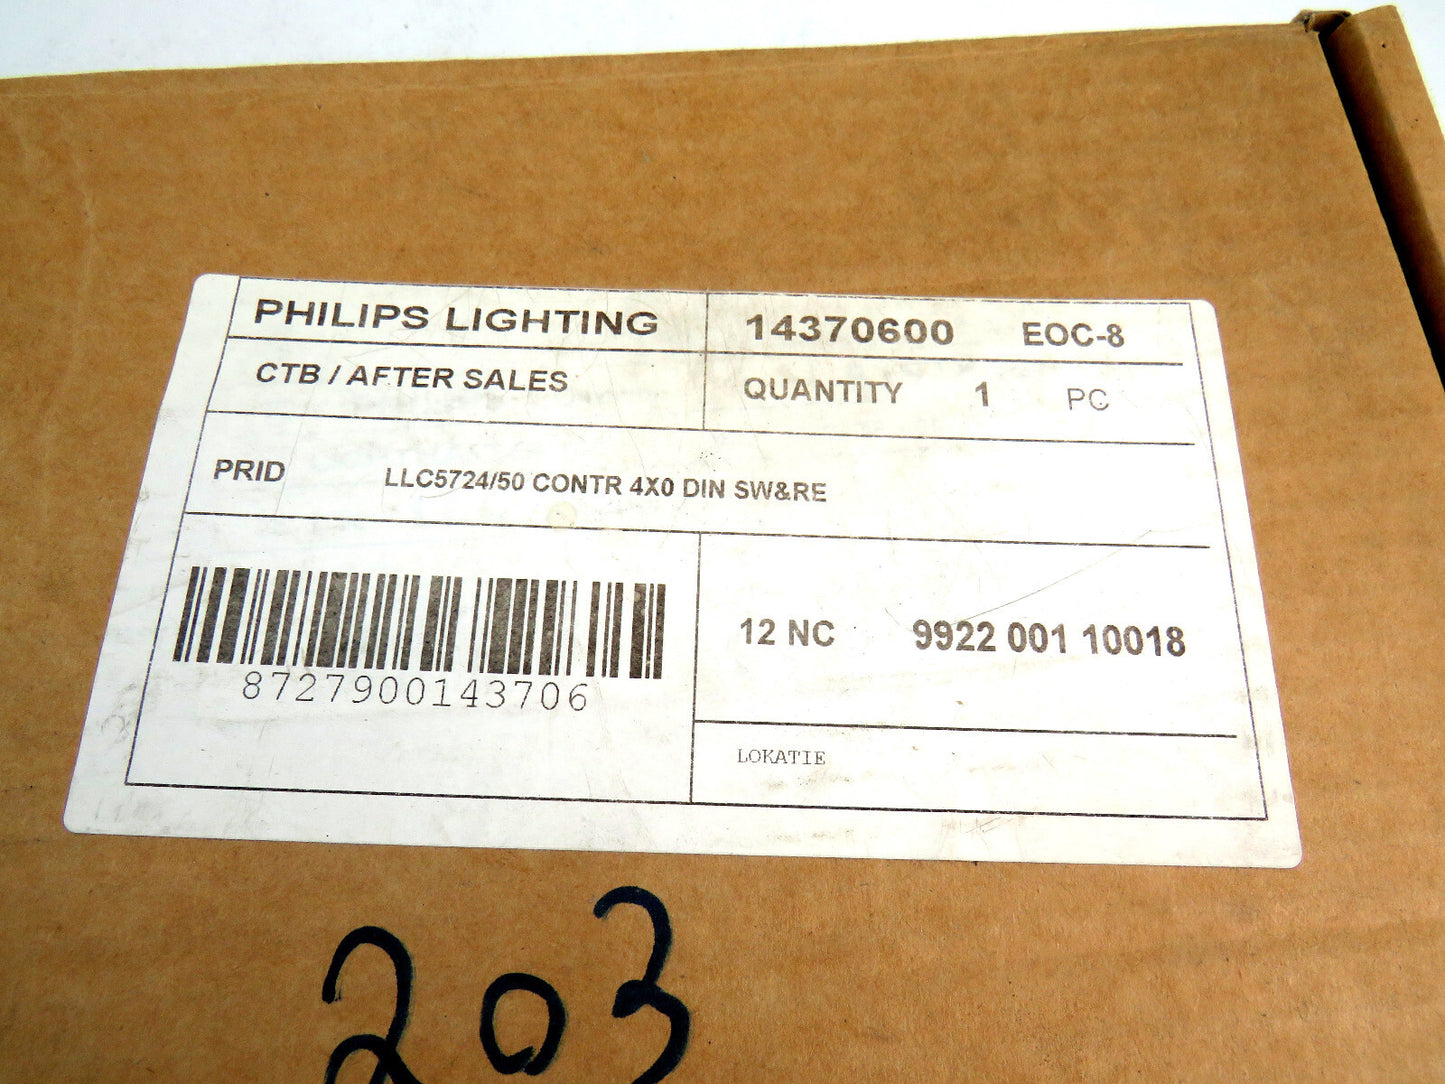 PHILIPS LIGHTING 14370600 EOC-8
CTB / AFTER SALES QUANTITY 1 PC
PRID LLC5724/50 CONTR 4X0 DIN SW&RE
12 NC 9922 001 10018
8727900143706
LOKATIE
203